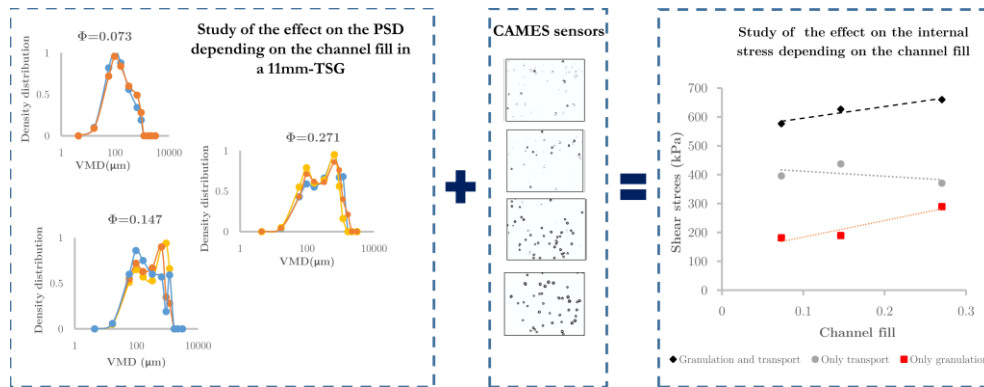 Study of the effect on the PSD
depending on the channel fill in
a 11mm-TSG
Φ=0.073
Density distribution
1
0.5
0
1
100
10000
VMD(µm)
Φ=0.271
Density distribution
1
0.5
0
1
100
10000
VMD(µm)
Φ=0.147
Density distribution
1
0.5
0
1
100
10000
VMD(µm)
+
CAMES sensors
=
Study of the effect on the internal
stress depending on the channel fill
Shear strees (kPa)
700
600
500
400
300
200
100
0
0
0.1
0.2
0.3
Channel fill
Granulation and transport
Only transport
Only granulation